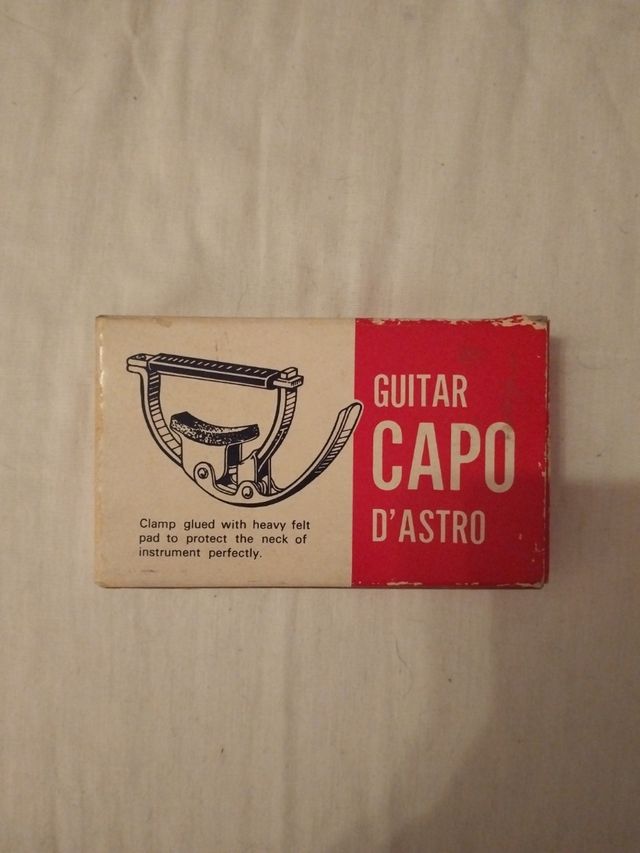 GUITAR
CAPO
D'ASTRO
Clamp glued with heavy felt
pad to protect the neck of
instrument perfectly.